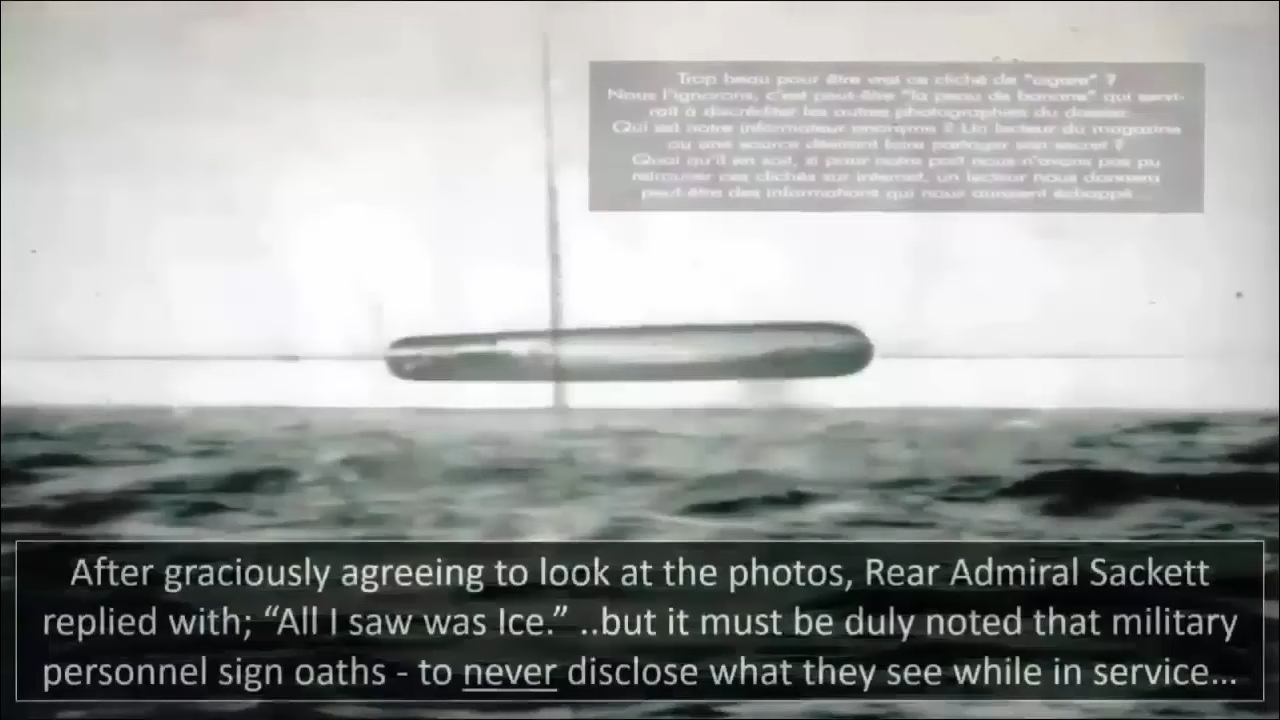 Trop beau pour être vrai ce cliché de "cigare" ?
Nous l'ignorons, c'est peut-être "la peau de banane" qui servi-
rait à discréditer les autres photographies du dossier.
Qui est notre informateur anonyme ? Un lecteur du magazine
ou une source désirant faire partager son secret ?
Quoi qu'il en soit, si pour notre part nous n'avons pas pu
retrouver ces clichés sur internet, un lecteur nous donnera
peut-être des informations qui nous auraient échappé...
After graciously agreeing to look at the photos, Rear Admiral Sackett
replied with; “All I saw was Ice.” ..but it must be duly noted that military
personnel sign oaths - to never disclose what they see while in service...